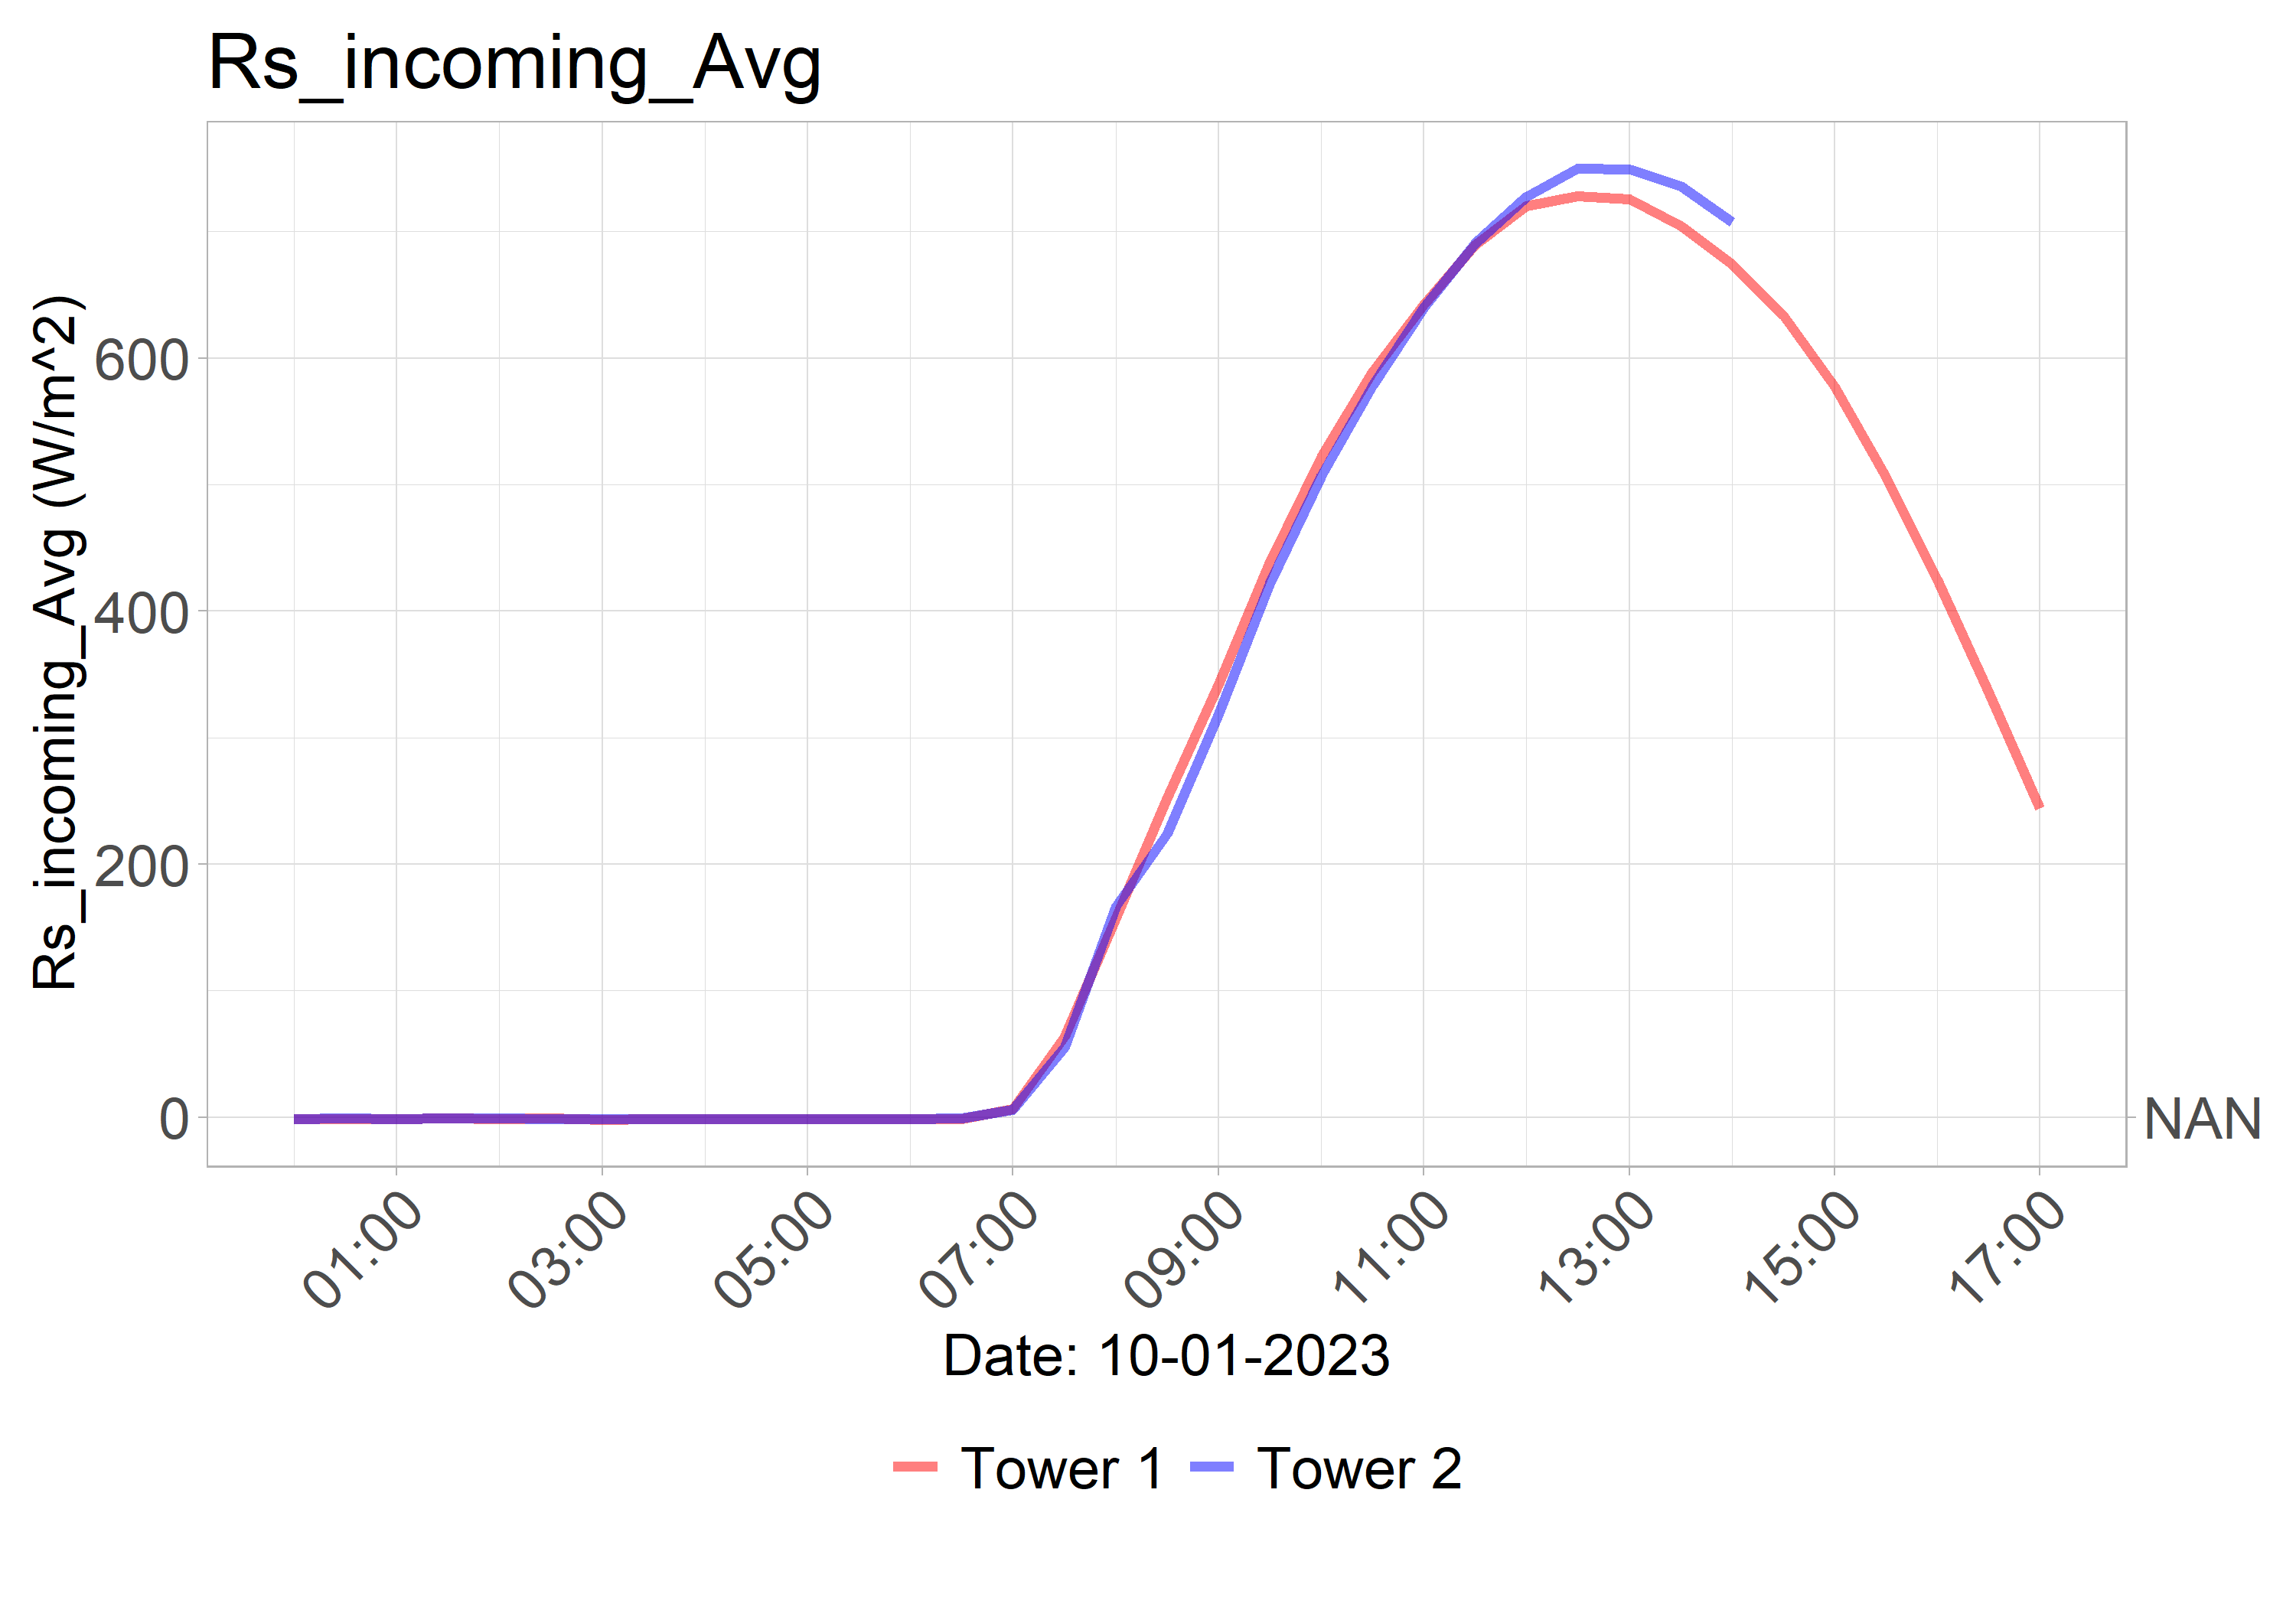 Rs_incoming_Avg
Rs_incoming_Avg (W/m^2)
600
400
200
0
NAN
01:00
03:00
05:00
07:00
09:00
11:00
13:00
15:00
17:00
Date: 10-01-2023
Tower 1
Tower 2